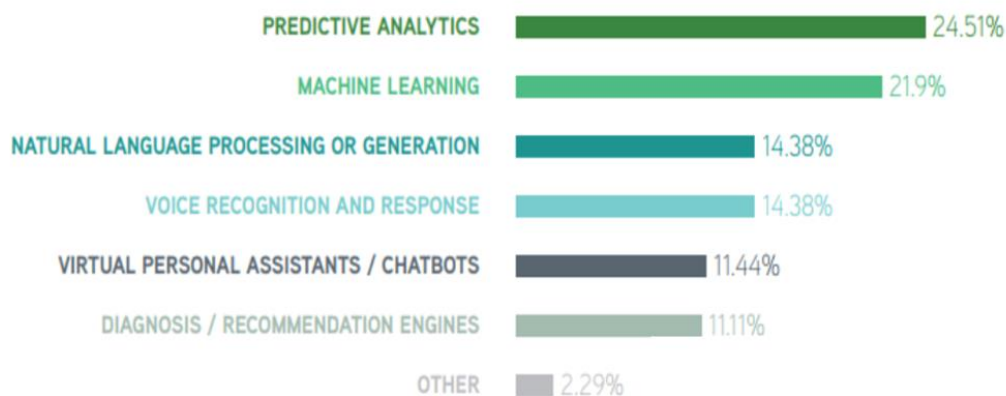 PREDICTIVE ANALYTICS 24.51%
MACHINE LEARNING 21.9%
NATURAL LANGUAGE PROCESSING OR GENERATION 14.38%
VOICE RECOGNITION AND RESPONSE 14.38%
VIRTUAL PERSONAL ASSISTANTS / CHATBOTS 11.44%
DIAGNOSIS / RECOMMENDATION ENGINES 11.11%
OTHER 2.29%